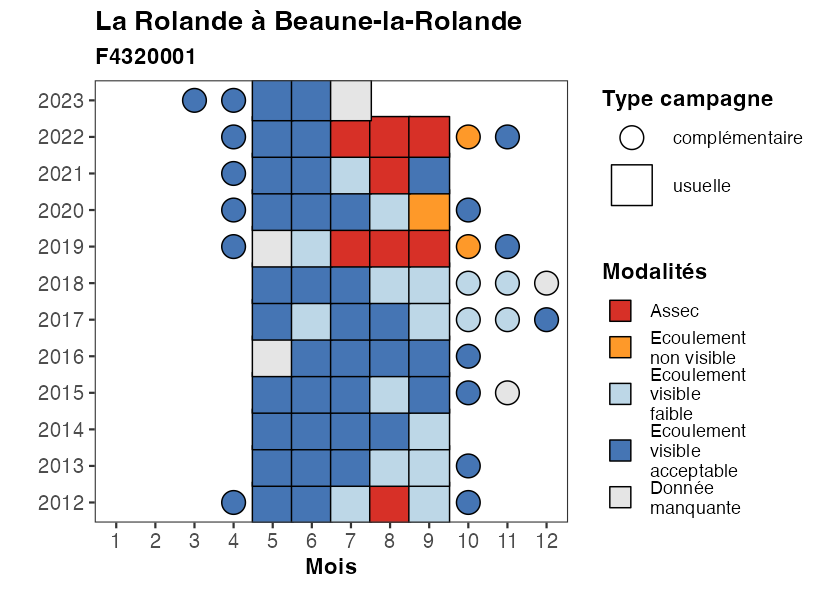 La Rolande à Beaune-la-Rolande
F4320001
2023
2022
2021
2020
2019
2018
2017
2016
2015
2014
2013
2012
1 2 3 4 5 6 7 8 9 10 11 12
Mois
Type campagne
complémentaire
usuelle
Modalités
Assec
Ecoulement
non visible
Ecoulement
visible
faible
Ecoulement
visible
acceptable
Donnée
manquante